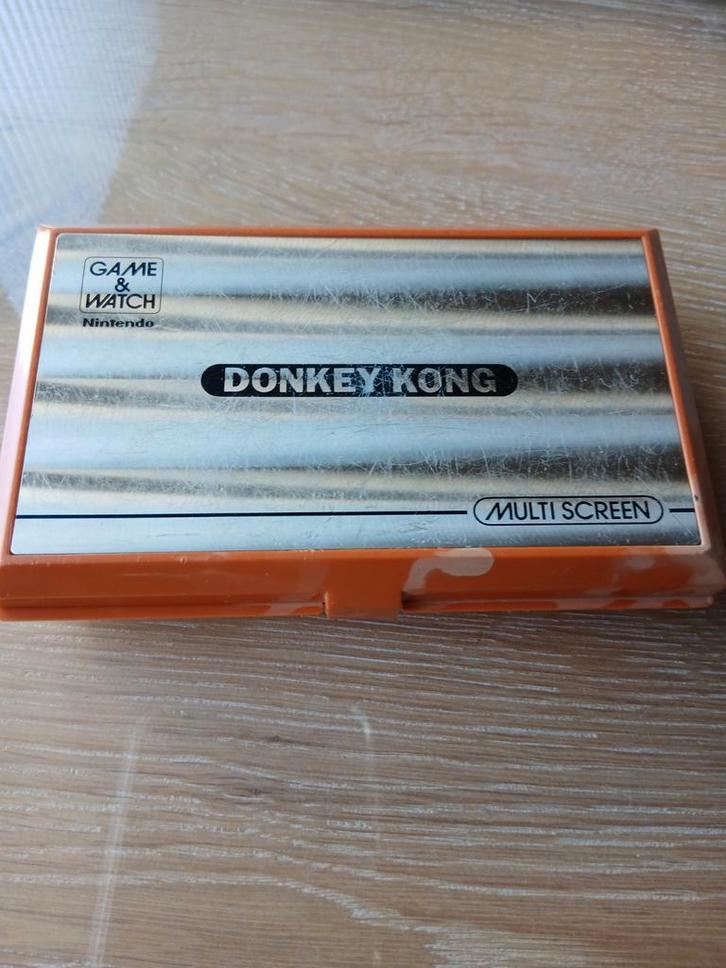 GAME
&
WATCH
Nintendo
DONKEY KONG
MULTI SCREEN